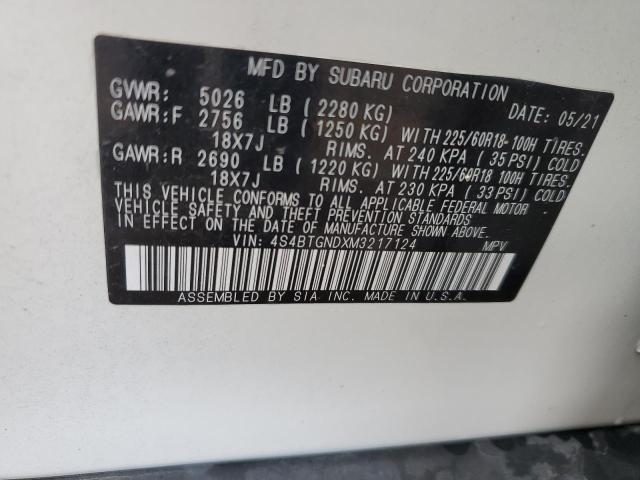 MFD BY SUBARU CORPORATION
GVWR: 5026 LB ( 2280 KG) DATE: 05/21
GAWR:F 2756 LB ( 1250 KG) WITH 225/60R18 100H TIRES.
18X7J RIMS. AT 240 KPA ( 35 PSI) COLD
GAWR:R 2690 LB ( 1220 KG) WITH 225/60R18 100H TIRES.
18X7J RIMS. AT 230 KPA ( 33 PSI) COLD
THIS VEHICLE CONFORMS TO ALL APPLICABLE FEDERAL MOTOR
VEHICLE SAFETY AND THEFT PREVENTION STANDARDS
IN EFFECT ON THE DATE OF MANUFACTURE SHOWN ABOVE.
VIN: 4S4BTGNDXM3217124 MPV
ASSEMBLED BY SIA INC. MADE IN U.S.A.